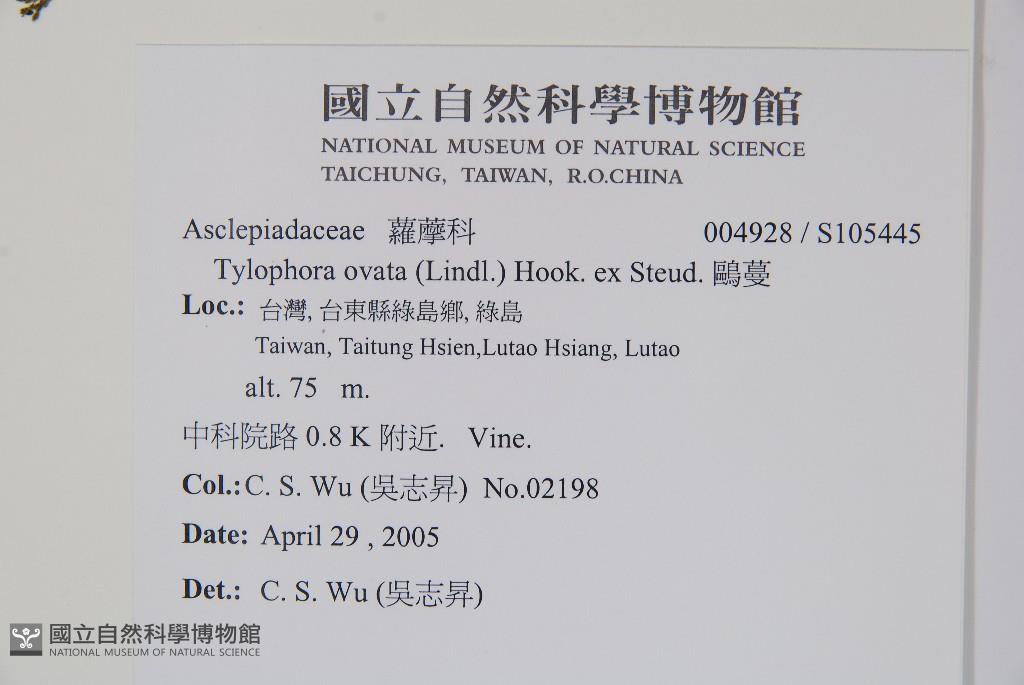 國立自然科學博物館
NATIONAL MUSEUM OF NATURAL SCIENCE
TAICHUNG, TAIWAN, R.O.CHINA
Asclepiadaceae 蘿藦科 004928 / S105445
Tylophora ovata (Lindl.) Hook. ex Steud. 鷗蔓
Loc.: 台灣, 台東縣綠島鄉, 綠島
Taiwan, Taitung Hsien,Lutao Hsiang, Lutao
alt. 75 m.
中科院路 0.8 K 附近. Vine.
Col.: C. S. Wu (吳志昇) No.02198
Date: April 29 , 2005
Det.: C. S. Wu (吳志昇)
國立自然科學博物館
NATIONAL MUSEUM OF NATURAL SCIENCE